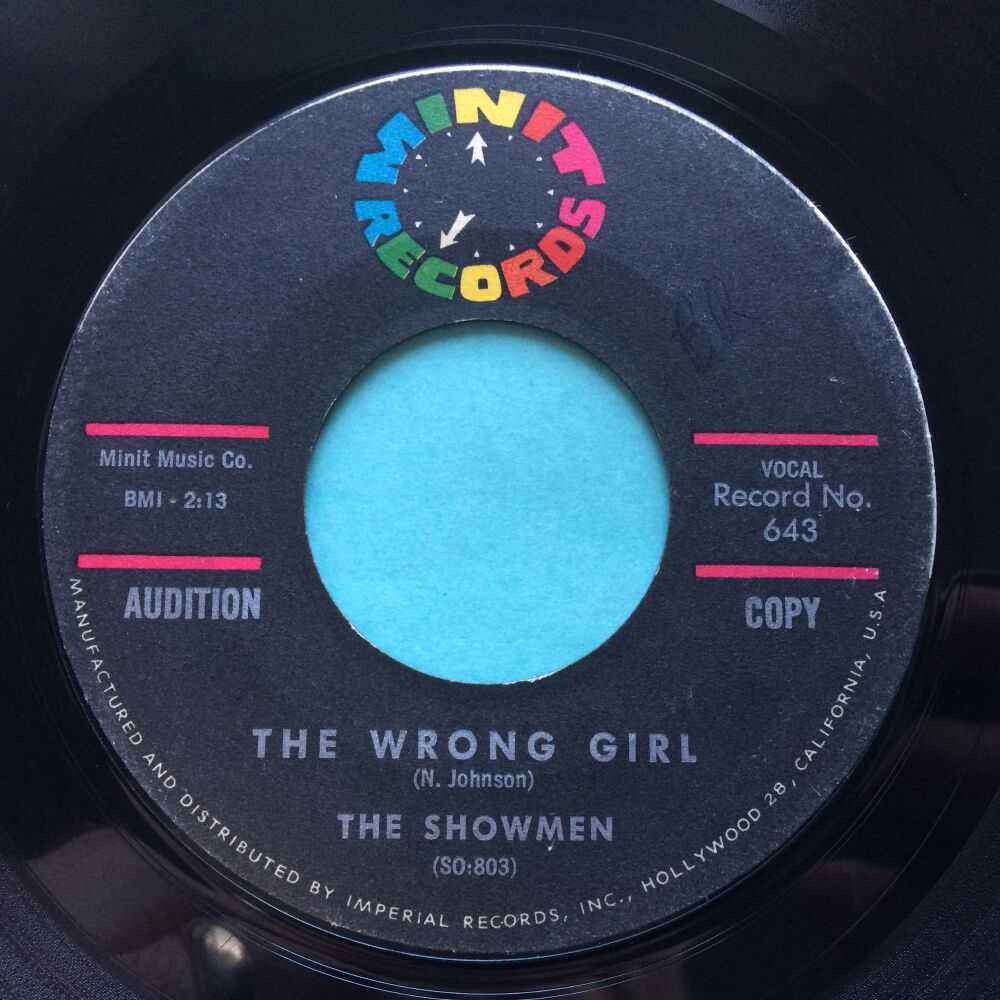 MINIT
RECORDS
Minit Music Co.
BMI - 2:13
VOCAL
Record No.
643
AUDITION
COPY
THE WRONG GIRL
(N. Johnson)
THE SHOWMEN
(SO:803)
MANUFACTURED AND DISTRIBUTED BY IMPERIAL RECORDS, INC., HOLLYWOOD 28, CALIFORNIA, U.S.A